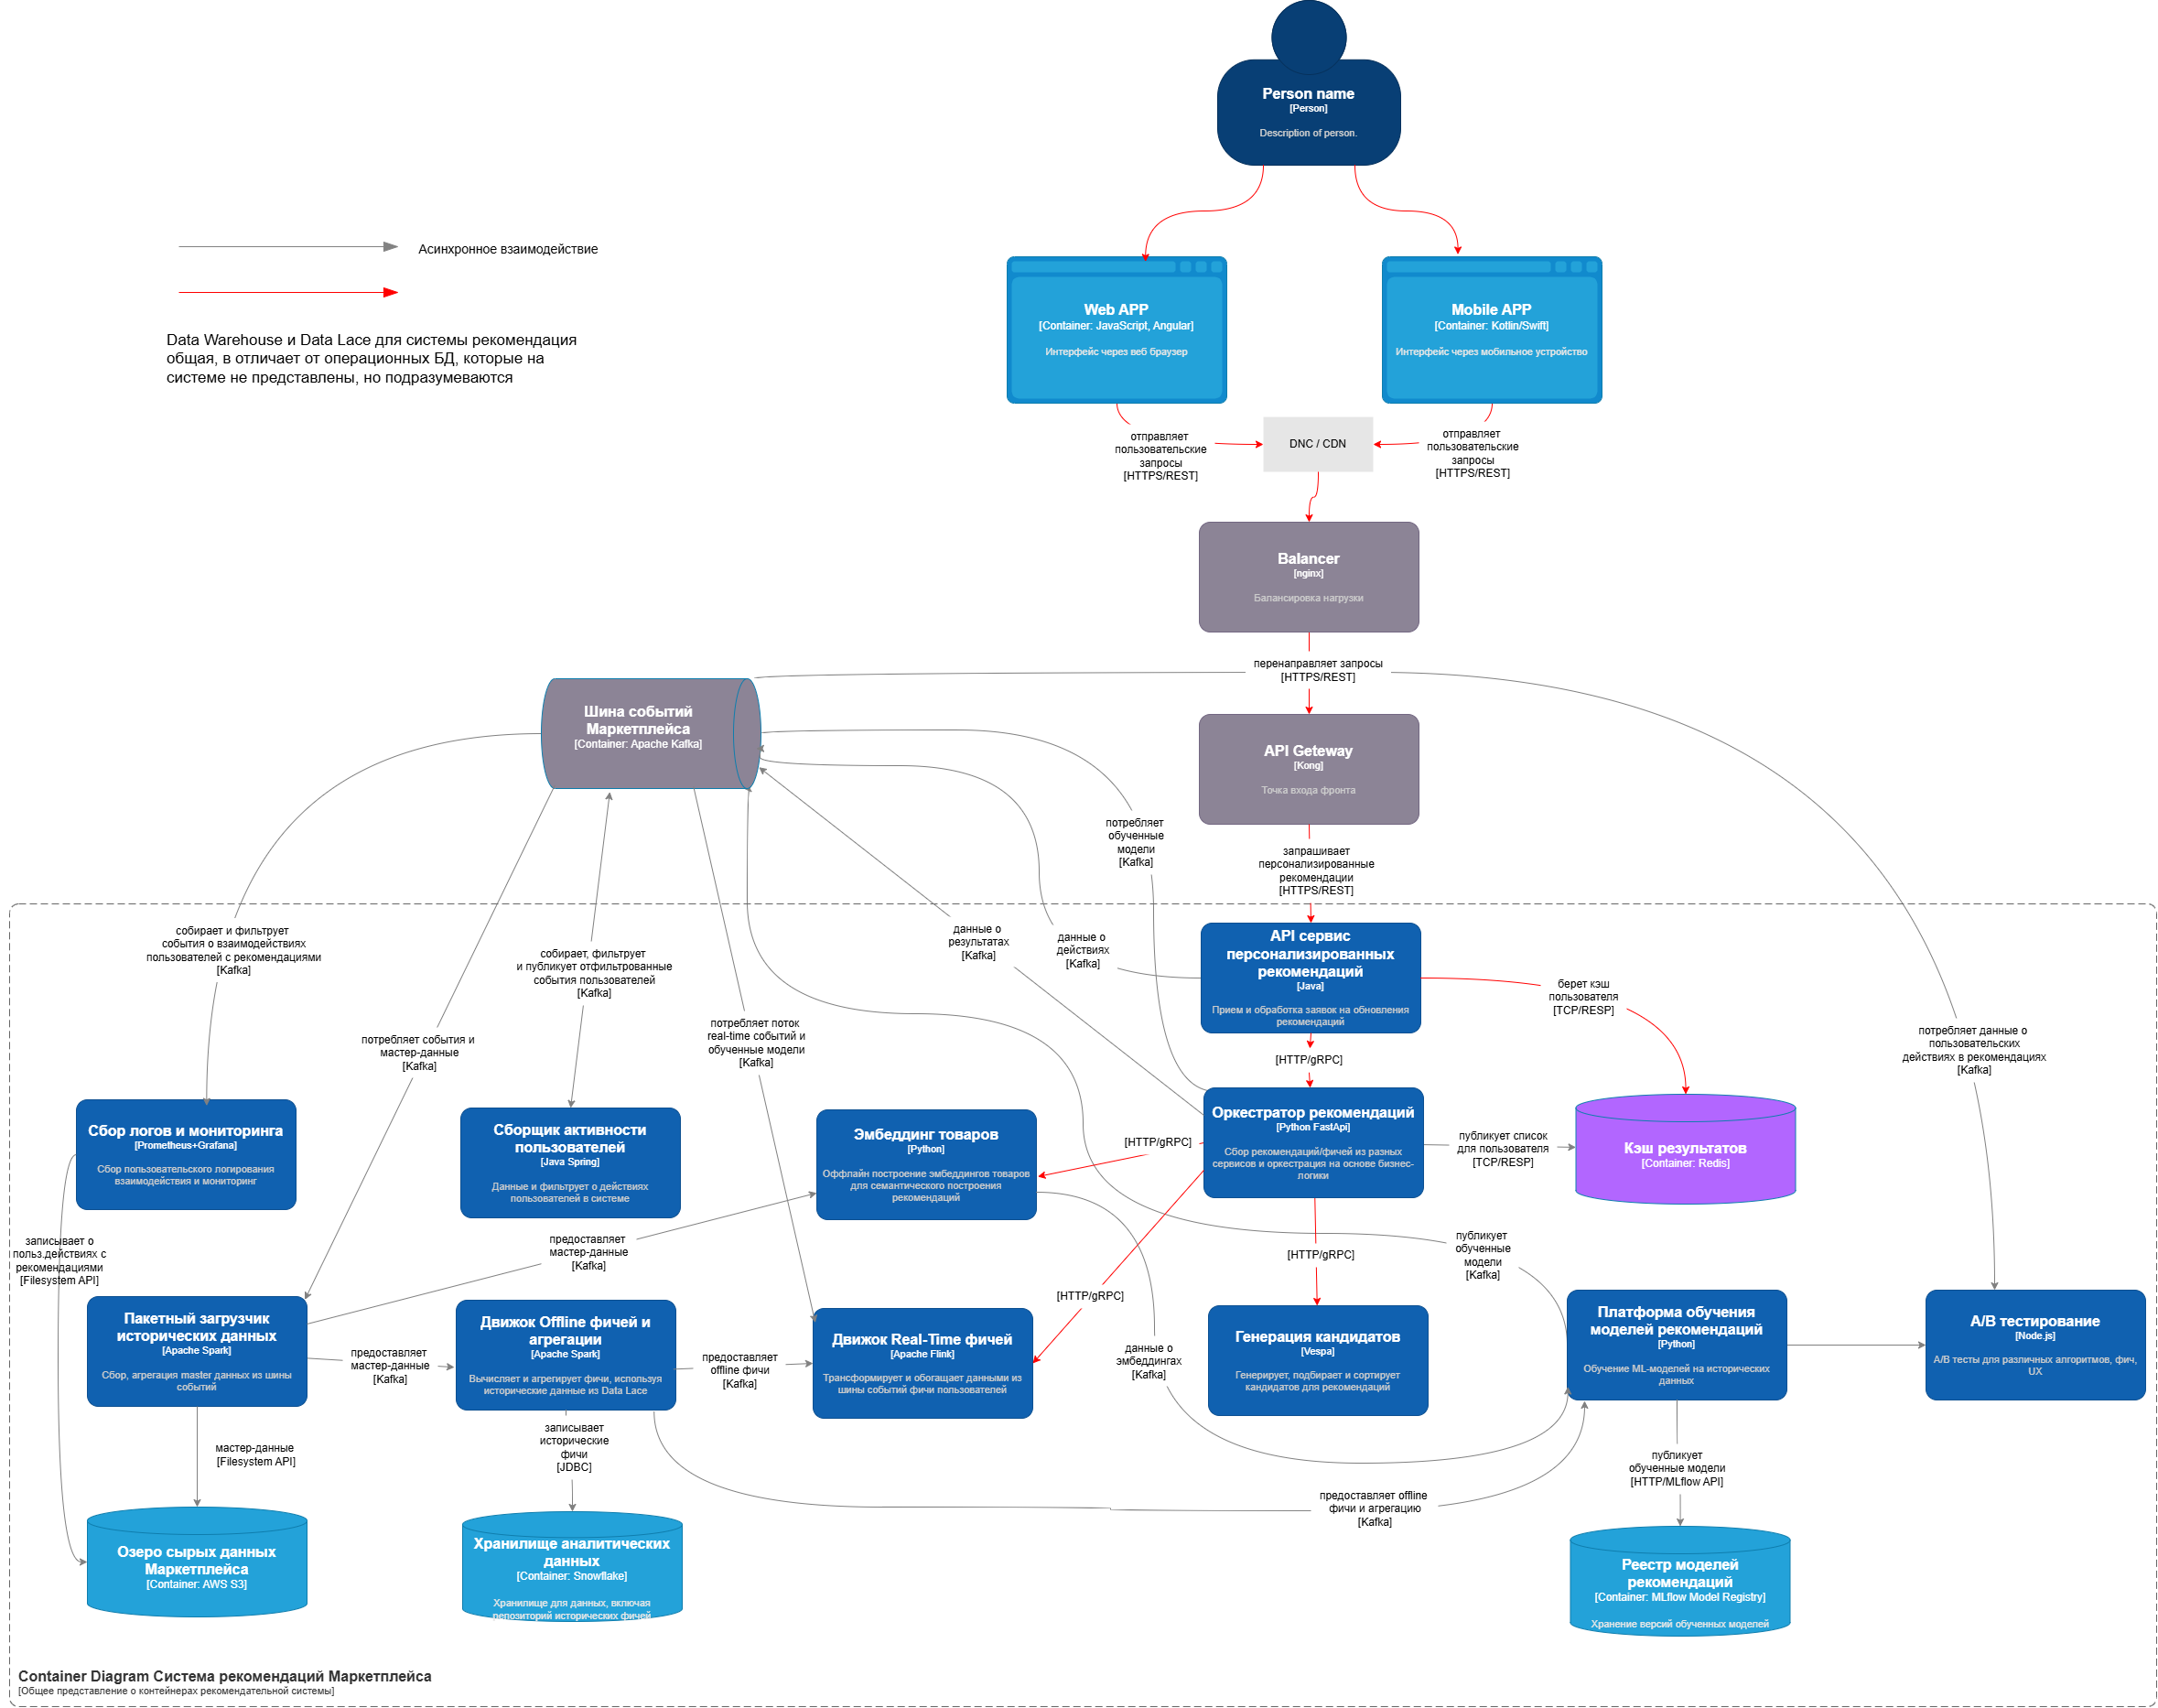 Person name
[Person]
Description of person.
Асинхронное взаимодействие
Data Warehouse и Data Lace для системы рекомендация
общая, в отличает от операционных БД, которые на
системе не представлены, но подразумеваются
Web APP
[Container: JavaScript, Angular]
Интерфейс через веб браузер
Mobile APP
[Container: Kotlin/Swift]
Интерфейс через мобильное устройство
отправляет
пользовательские
запросы
[HTTPS/REST]
DNC / CDN
отправляет
пользовательские
запросы
[HTTPS/REST]
Balancer
[nginx]
Балансировка нагрузки
перенаправляет запросы
[HTTPS/REST]
Шина событий
Маркетплейса
[Container: Apache Kafka]
API Geteway
[Kong]
Точка входа фронта
потребляет
обученные
модели
[Kafka]
запрашивает
персонализированные
рекомендации
[HTTPS/REST]
собирает и фильтрует
события о взаимодействиях
пользователей с рекомендациями
[Kafka]
собирает, фильтрует
и публикует отфильтрованные
события пользователей
[Kafka]
данные о
результатах
[Kafka]
данные о
действиях
[Kafka]
API сервис
персонализированных
рекомендаций
[Java]
Прием и обработка заявок на обновления
рекомендаций
берет кэш
пользователя
[TCP/RESP]
потребляет события и
мастер-данные
[Kafka]
потребляет поток
real-time событий и
обученные модели
[Kafka]
[HTTP/gRPC]
потребляет данные о
пользовательских
действиях в рекомендациях
[Kafka]
Сбор логов и мониторинга
[Prometheus+Grafana]
Сбор пользовательского логирования
взаимодействия и мониторинг
Сборщик активности
пользователей
[Java Spring]
Данные и фильтрует о действиях
пользователей в системе
Эмбеддинг товаров
[Python]
Оффлайн построение эмбеддингов товаров
для семантического построения
рекомендаций
[HTTP/gRPC]
Оркестратор рекомендаций
[Python FastApi]
Сбор рекомендаций/фичей из разных
сервисов и оркестрация на основе бизнес-
логики
публикует список
для пользователя
[TCP/RESP]
Кэш результатов
[Container: Redis]
записывает о
польз.действиях с
рекомендациями
[Filesystem API]
предоставляет
мастер-данные
[Kafka]
[HTTP/gRPC]
[HTTP/gRPC]
публикует
обученные
модели
[Kafka]
Пакетный загрузчик
исторических данных
[Apache Spark]
Сбор, агрегация master данных из шины
событий
предоставляет
мастер-данные
[Kafka]
Движок Offline фичей и
агрегации
[Apache Spark]
Вычисляет и агрегирует фичи, используя
исторические данные из Data Lace
предоставляет
offline фичи
[Kafka]
Движок Real-Time фичей
[Apache Flink]
Трансформирует и обогащает данными из
шины событий фичи пользователей
данные о
эмбеддингах
[Kafka]
Генерация кандидатов
[Vespa]
Генерирует, подбирает и сортирует
кандидатов для рекомендаций
Платформа обучения
моделей рекомендаций
[Python]
Обучение ML-моделей на исторических
данных
A/B тестирование
[Node.js]
A/B тесты для различных алгоритмов, фич,
UX
мастер-данные
[Filesystem API]
записывает
исторические
фичи
[JDBC]
предоставляет offline
фичи и агрегацию
[Kafka]
публикует
обученные модели
[HTTP/MLflow API]
Озеро сырых данных
Маркетплейса
[Container: AWS S3]
Хранилище аналитических
данных
[Container: Snowflake]
Хранилище для данных, включая
репозиторий исторических фичей
Реестр моделей
рекомендаций
[Container: MLflow Model Registry]
Хранение версий обученных моделей
Container Diagram Система рекомендаций Маркетплейса
[Общее представление о контейнерах рекомендательной системы]